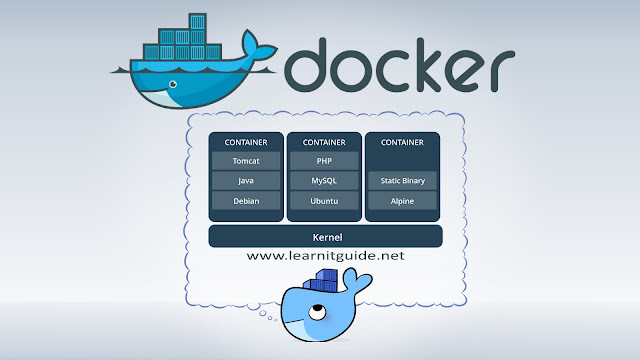 docker
CONTAINER
Tomcat
Java
Debian
CONTAINER
PHP
MySQL
Ubuntu
CONTAINER
Static Binary
Alpine
Kernel
www.learnitguide.net